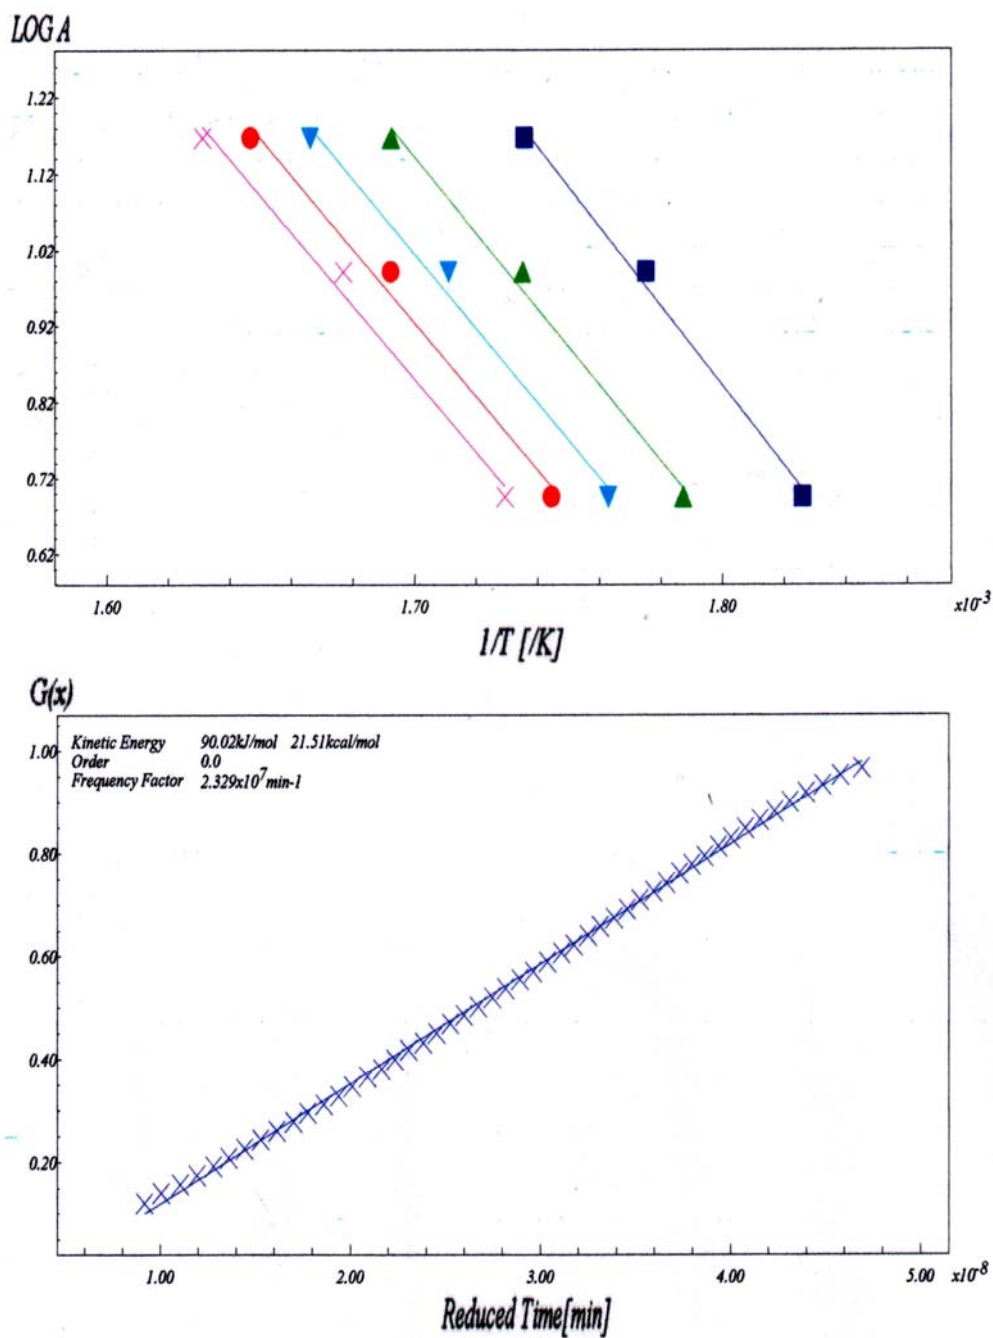 LOG A
1.22
1.12
1.02
0.92
0.82
0.72
0.62
1.60 1.70 1.80 x10-3
1/T [/K]
G(x)
Kinetic Energy 90.02kJ/mol 21.51kcal/mol
Order 0.0
Frequency Factor 2.329x10^7 min-1
1.00
0.80
0.60
0.40
0.20
1.00 2.00 3.00 4.00 5.00 x10-8
Reduced Time[min]